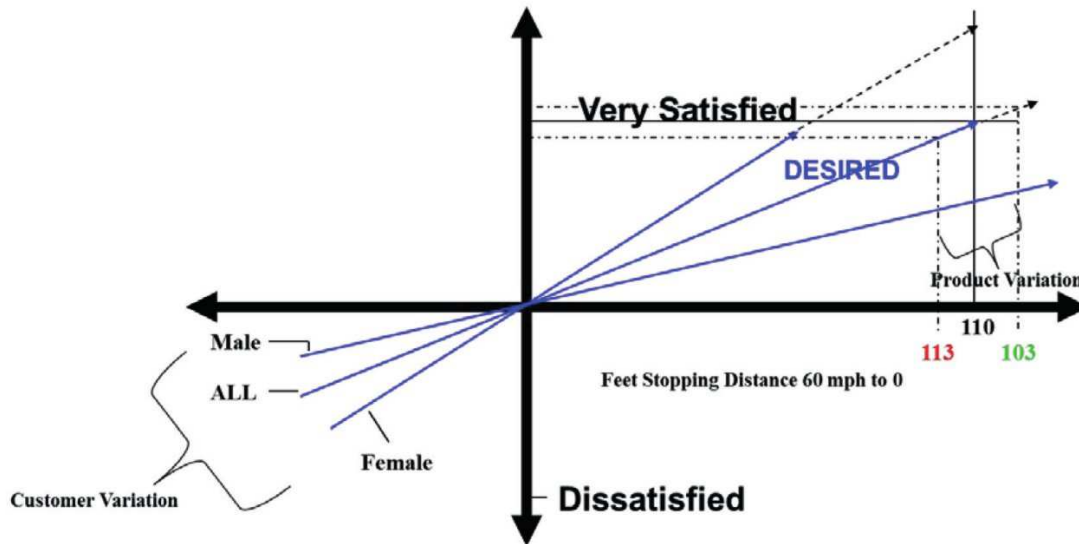 Very Satisfied
DESIRED
Product Variation
110
113
103
Male
ALL
Female
Feet Stopping Distance 60 mph to 0
Customer Variation
Dissatisfied